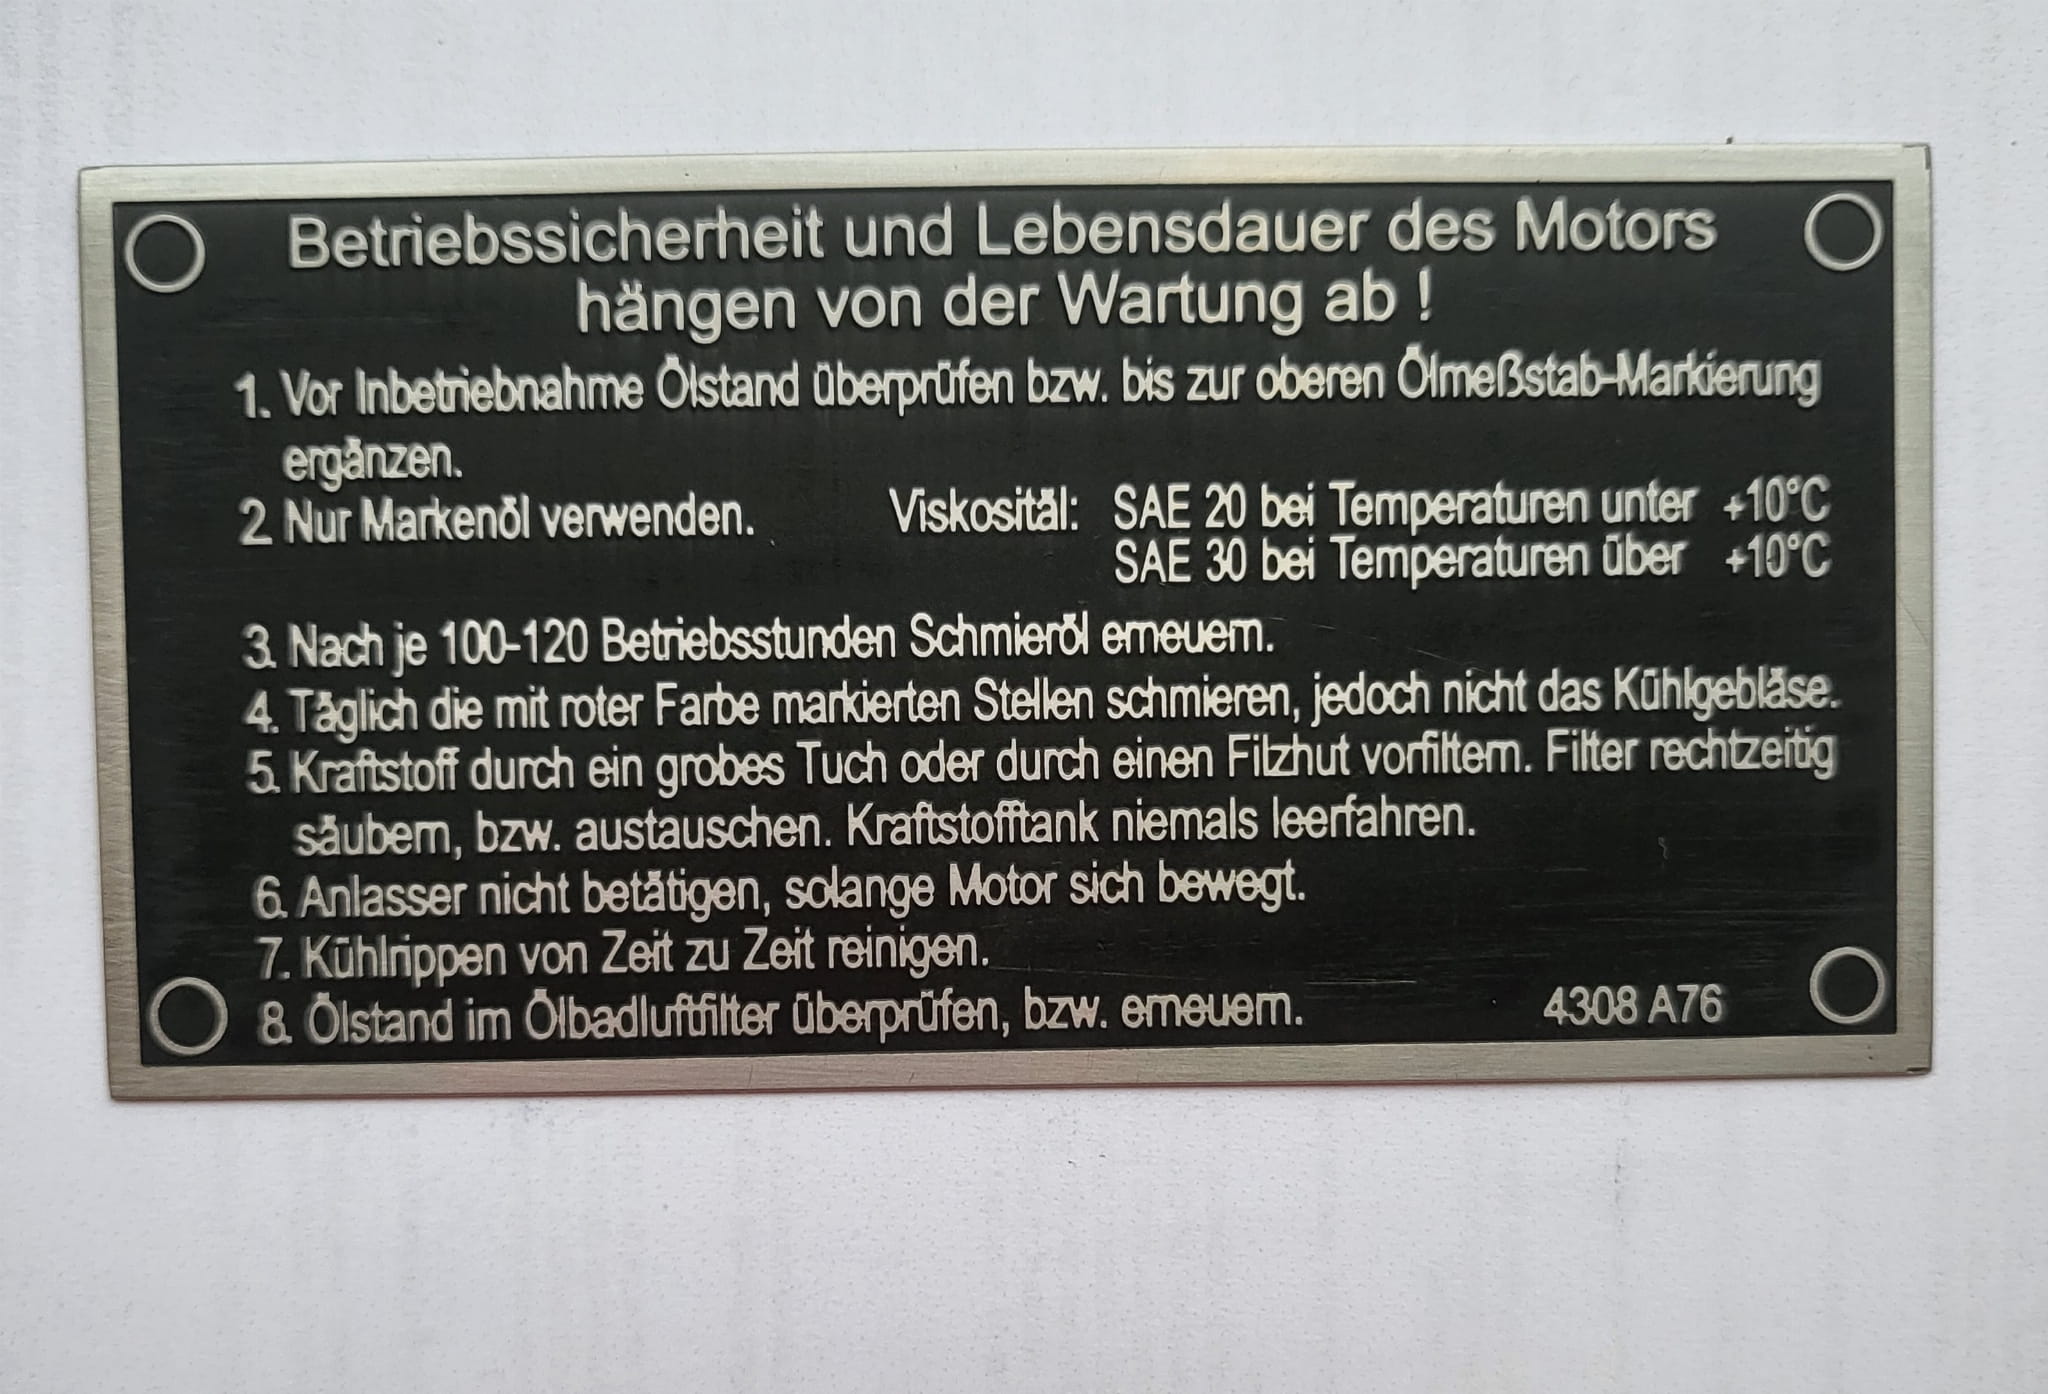 Betriebssicherheit und Lebensdauer des Motors
hängen von der Wartung ab !
1. Vor Inbetriebnahme Ölstand überprüfen bzw. bis zur oberen Ölmeßstab-Markierung
ergänzen.
2. Nur Markenöl verwenden. Viskosität: SAE 20 bei Temperaturen unter +10°C
SAE 30 bei Temperaturen über +10°C
3. Nach je 100-120 Betriebsstunden Schmieröl erneuern.
4. Täglich die mit roter Farbe markierten Stellen schmieren, jedoch nicht das Kühlgebläse.
5. Kraftstoff durch ein grobes Tuch oder durch einen Filzhut vorfiltern. Filter rechtzeitig
säubern, bzw. austauschen. Kraftstofftank niemals leerfahren.
6. Anlasser nicht betätigen, solange Motor sich bewegt.
7. Kühlrippen von Zeit zu Zeit reinigen.
8. Ölstand im Ölbadluftfilter überprüfen, bzw. erneuern. 4308 A76